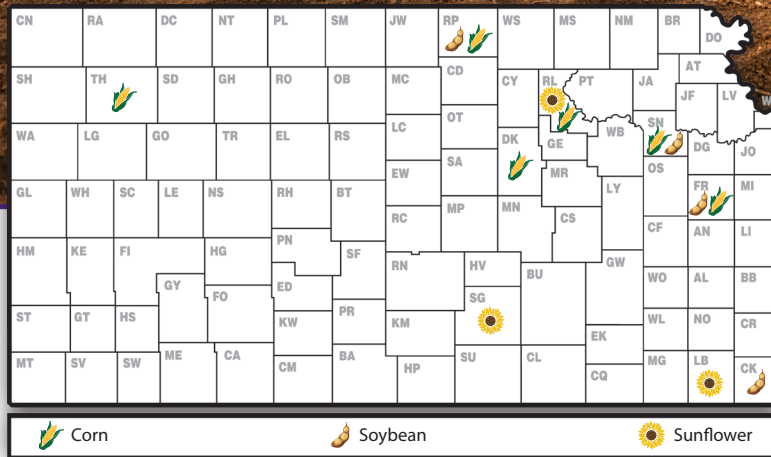 CN RA DC NT PL SM JW RP WS MS NM BR DO
SH TH SD GH RO OB MC CD CY RL PT JA AT
JF LV W
WA LG GO TR EL RS LC OT DK GE WB SN DG JO
EW SA MR OS
GL WH SC LE NS RH BT RC MP MN CS LY FR MI
HM KE FI HG PN SF RN HV BU GW CF AN LI
GY FO ED SG WO AL BB
ST GT HS KW PR KM WL NO CR
EK
MT SV SW ME CA CM BA HP SU CL CQ MG LB CK
Corn Soybean Sunflower